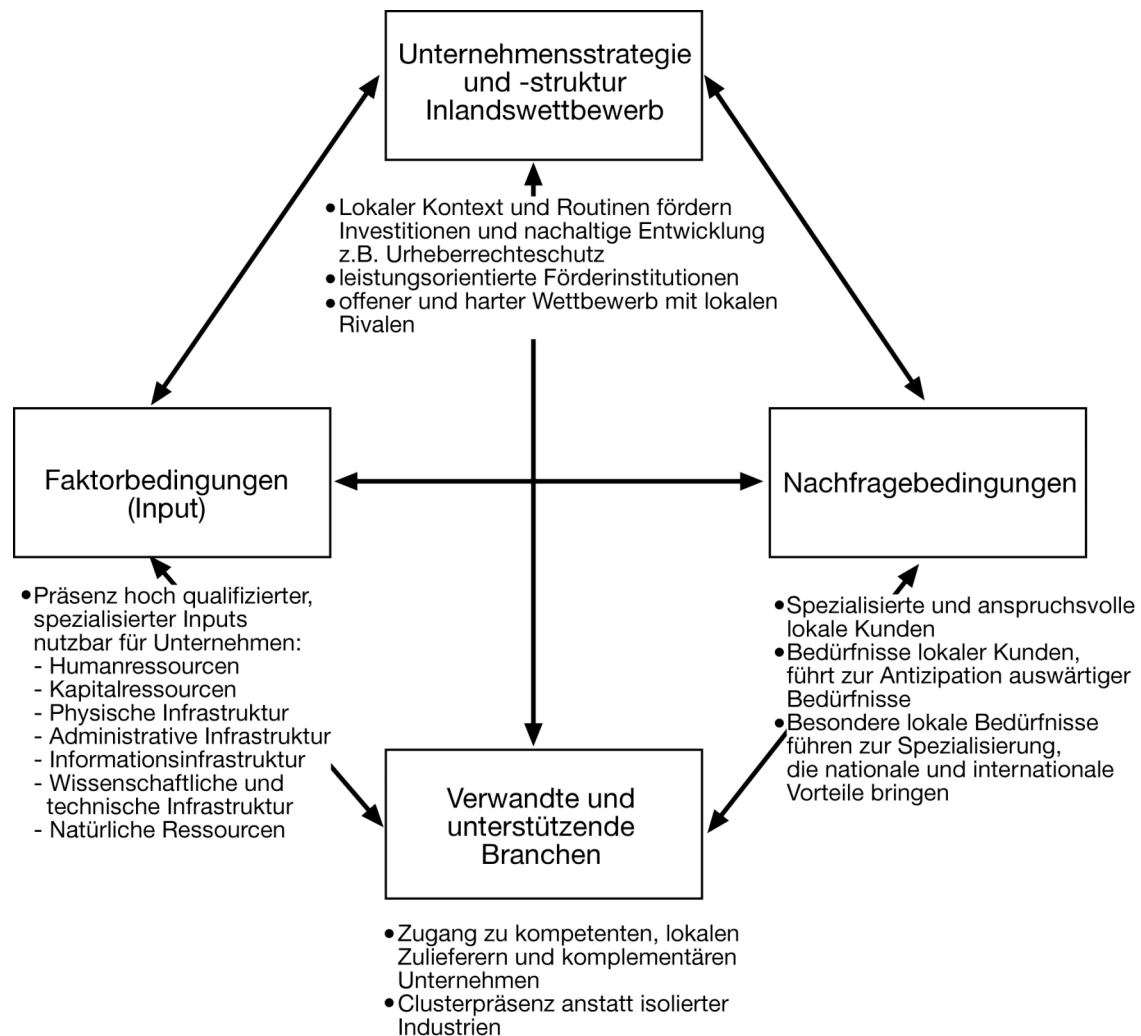 Unternehmensstrategie
und -struktur
Inlandswettbewerb
•Lokaler Kontext und Routinen fördern
Investitionen und nachaltige Entwicklung
z.B. Urheberrechteschutz
•leistungsorientierte Förderinstitutionen
•offener und harter Wettbewerb mit lokalen
Rivalen
Faktorbedingungen
(Input)
Nachfragebedingungen
•Präsenz hoch qualifizierter,
spezialisierter Inputs
nutzbar für Unternehmen:
- Humanressourcen
- Kapitalressourcen
- Physische Infrastruktur
- Administrative Infrastruktur
- Informationsinfrastruktur
- Wissenschaftliche und
technische Infrastruktur
- Natürliche Ressourcen
•Spezialisierte und anspruchsvolle
lokale Kunden
•Bedürfnisse lokaler Kunden,
führt zur Antizipation auswärtiger
Bedürfnisse
•Besondere lokale Bedürfnisse
führen zur Spezialisierung,
die nationale und internationale
Vorteile bringen
Verwandte und
unterstützende
Branchen
•Zugang zu kompetenten, lokalen
Zulieferern und komplementären
Unternehmen
•Clusterpräsenz anstatt isolierter
Industrien